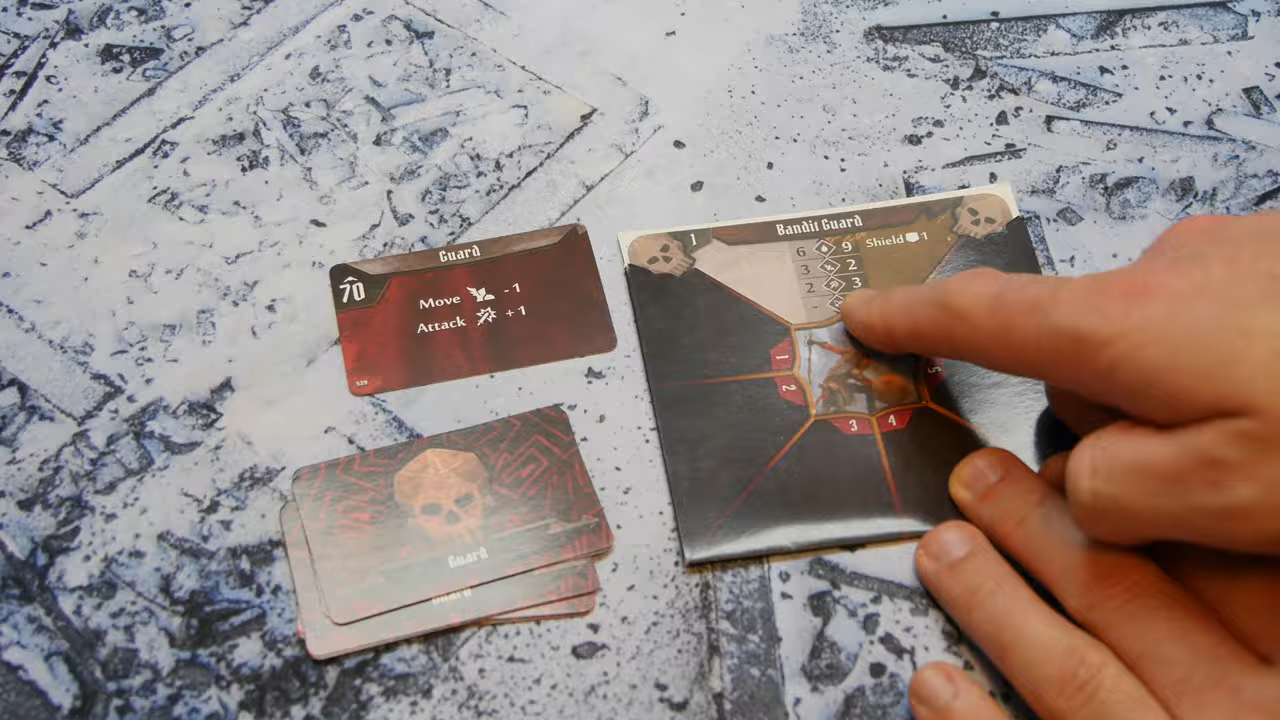 Guard
70
Move -1
Attack +1
529
Guard
Guard
1
Bandit Guard
6 9 Shield 1
3 2
2 3
-
1
2
3
4
5